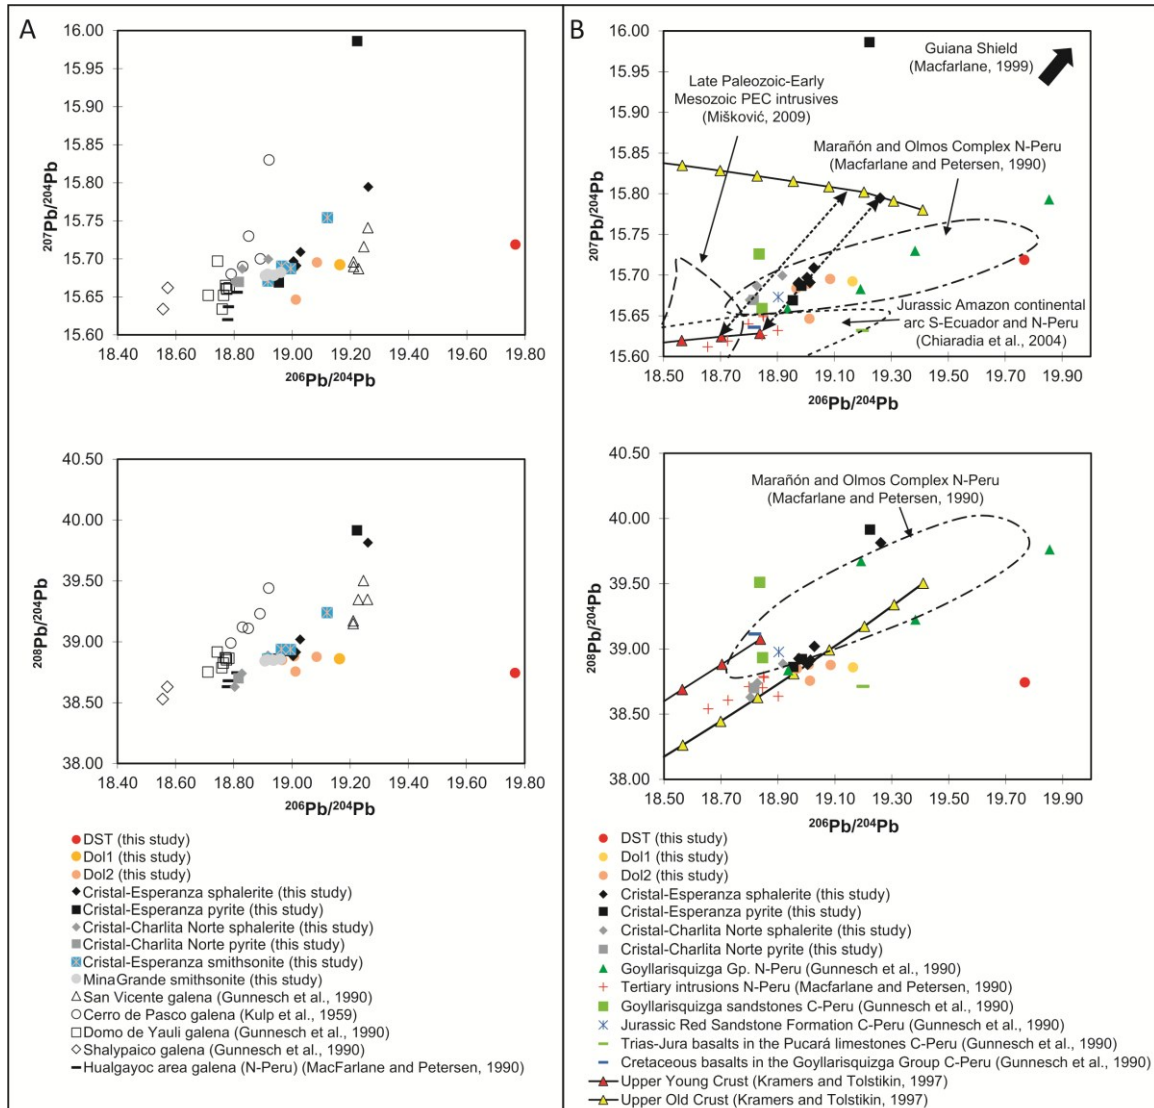 A
16.00
15.95
15.90
15.85
15.80
15.75
15.70
15.65
15.60
²⁰⁷Pb/²⁰⁴Pb
18.40 18.60 18.80 19.00 19.20 19.40 19.60 19.80
²⁰⁶Pb/²⁰⁴Pb
40.50
40.00
39.50
39.00
38.50
38.00
²⁰⁸Pb/²⁰⁴Pb
18.40 18.60 18.80 19.00 19.20 19.40 19.60 19.80
²⁰⁶Pb/²⁰⁴Pb
DST (this study)
Dol1 (this study)
Dol2 (this study)
Cristal-Esperanza sphalerite (this study)
Cristal-Esperanza pyrite (this study)
Cristal-Charlita Norte sphalerite (this study)
Cristal-Charlita Norte pyrite (this study)
Cristal-Esperanza smithsonite (this study)
MinaGrande smithsonite (this study)
San Vicente galena (Gunnesch et al., 1990)
Cerro de Pasco galena (Kulp et al., 1959)
Domo de Yauli galena (Gunnesch et al., 1990)
Shalypaico galena (Gunnesch et al., 1990)
Hualgayoc area galena (N-Peru) (MacFarlane and Petersen, 1990)
B
16.00
15.95
15.90
15.85
15.80
15.75
15.70
15.65
15.60
²⁰⁷Pb/²⁰⁴Pb
Guiana Shield
(Macfarlane, 1999)
Late Paleozoic-Early
Mesozoic PEC intrusives
(Mišković, 2009)
Marañón and Olmos Complex N-Peru
(Macfarlane and Petersen, 1990)
Jurassic Amazon continental
arc S-Ecuador and N-Peru
(Chiaradia et al., 2004)
18.50 18.70 18.90 19.10 19.30 19.50 19.70 19.90
²⁰⁶Pb/²⁰⁴Pb
40.50
40.00
39.50
39.00
38.50
38.00
²⁰⁸Pb/²⁰⁴Pb
Marañón and Olmos Complex N-Peru
(Macfarlane and Petersen, 1990)
18.50 18.70 18.90 19.10 19.30 19.50 19.70 19.90
²⁰⁶Pb/²⁰⁴Pb
DST (this study)
Dol1 (this study)
Dol2 (this study)
Cristal-Esperanza sphalerite (this study)
Cristal-Esperanza pyrite (this study)
Cristal-Charlita Norte sphalerite (this study)
Cristal-Charlita Norte pyrite (this study)
Goyllarisquizga Gp. N-Peru (Gunnesch et al., 1990)
Tertiary intrusions N-Peru (Macfarlane and Petersen, 1990)
Goyllarisquizga sandstones C-Peru (Gunnesch et al., 1990)
Jurassic Red Sandstone Formation C-Peru (Gunnesch et al., 1990)
Trias-Jura basalts in the Pucará limestones C-Peru (Gunnesch et al., 1990)
Cretaceous basalts in the Goyllarisquizga Group C-Peru (Gunnesch et al., 1990)
Upper Young Crust (Kramers and Tolstikin, 1997)
Upper Old Crust (Kramers and Tolstikin, 1997)